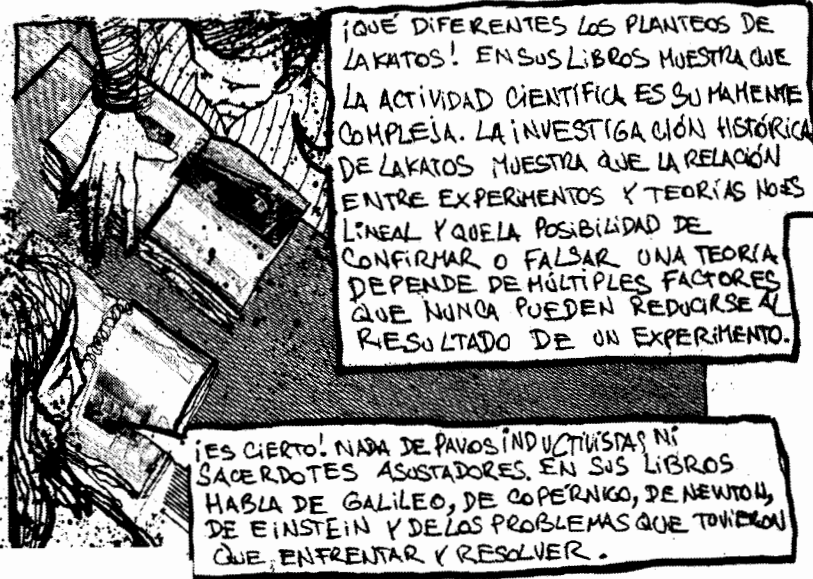 ¡QUÉ DIFERENTES LOS PLANTEOS DE
LAKATOS! EN SUS LIBROS MUESTRA QUE
LA ACTIVIDAD CIENTÍFICA ES SUMAMENTE
COMPLEJA. LA INVESTIGACIÓN HISTÓRICA
DE LAKATOS MUESTRA QUE LA RELACIÓN
ENTRE EXPERIMENTOS Y TEORÍAS NO ES
LINEAL Y QUE LA POSIBILIDAD DE
CONFIRMAR O FALSAR UNA TEORÍA
DEPENDE DE MÚLTIPLES FACTORES
QUE NUNCA PUEDEN REDUCIRSE AL
RESULTADO DE UN EXPERIMENTO.
¡ES CIERTO! NADA DE PAVOS INDUCTIVISTAS NI
SACERDOTES ASUSTADORES. EN SUS LIBROS
HABLA DE GALILEO, DE COPÉRNICO, DE NEWTON,
DE EINSTEIN Y DE LOS PROBLEMAS QUE TUVIERON
QUE ENFRENTAR Y RESOLVER.